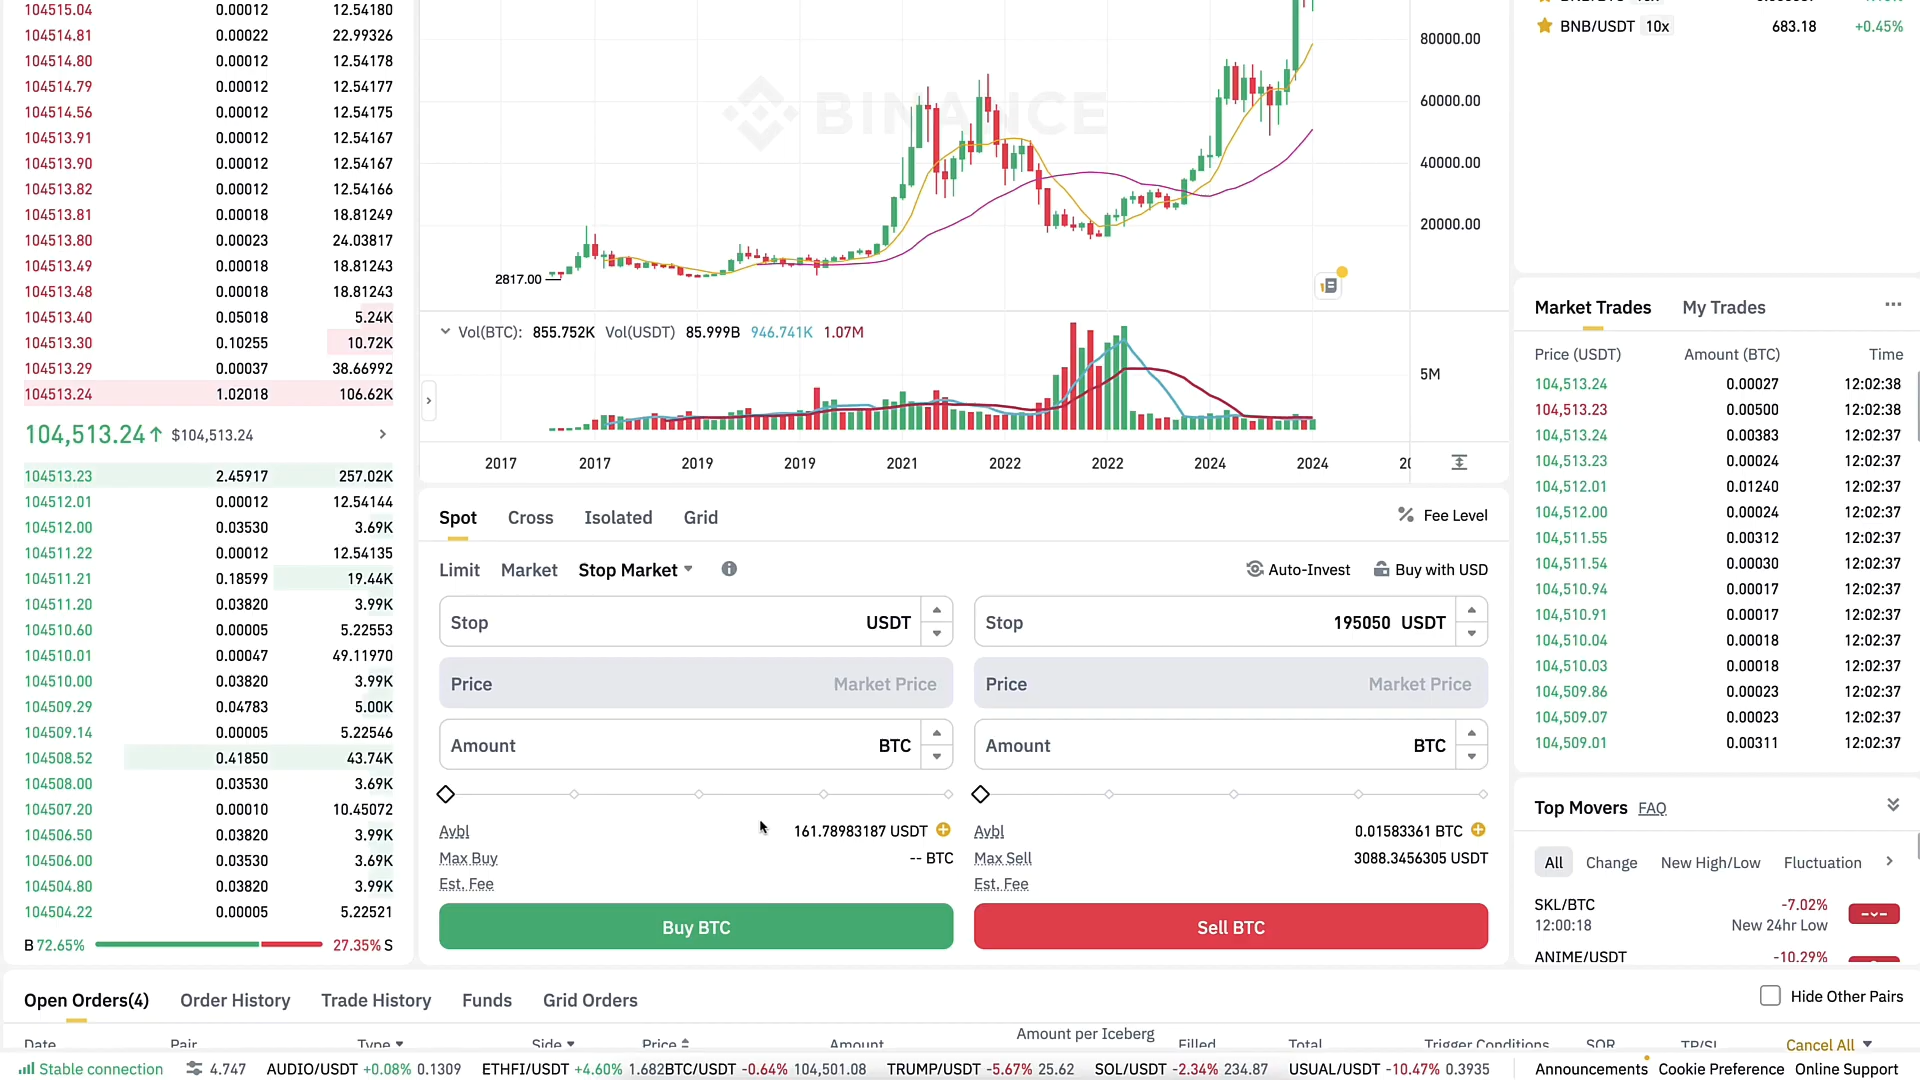 104515.04 0.00012 12.54180
104514.81 0.00022 22.99326
104514.80 0.00012 12.54178
104514.79 0.00012 12.54177
104514.56 0.00012 12.54175
104513.91 0.00012 12.54167
104513.90 0.00012 12.54167
104513.82 0.00012 12.54166
104513.81 0.00018 18.81249
104513.80 0.00023 24.03817
104513.49 0.00018 18.81243
104513.48 0.00018 18.81243
104513.40 0.05018 5.24K
104513.30 0.10255 10.72K
104513.29 0.00037 38.66992
104513.24 1.02018 106.62K
104,513.24↑ $104,513.24
104513.23 2.45917 257.02K
104512.01 0.00012 12.54144
104512.00 0.03530 3.69K
104511.22 0.00012 12.54135
104511.21 0.18599 19.44K
104511.20 0.03820 3.99K
104510.60 0.00005 5.22553
104510.01 0.00047 49.11970
104510.00 0.03820 3.99K
104509.29 0.04783 5.00K
104509.14 0.00005 5.22546
104508.52 0.41850 43.74K
104508.00 0.03530 3.69K
104507.20 0.00010 10.45072
104506.50 0.03820 3.99K
104506.00 0.03530 3.69K
104504.80 0.03820 3.99K
104504.22 0.00005 5.22521
B 72.65% 27.35% S
BINANCE
80000.00
60000.00
40000.00
20000.00
2817.00
Vol(BTC): 855.752K Vol(USDT) 85.999B 946.741K 1.07M
5M
2017 2017 2019 2019 2021 2022 2022 2024 2024
Spot Cross Isolated Grid
Fee Level
Limit Market Stop Market
Auto-Invest Buy with USD
Stop USDT
Price Market Price
Amount BTC
Avbl 161.78983187 USDT
Max Buy -- BTC
Est. Fee
Buy BTC
Stop 195050 USDT
Price Market Price
Amount BTC
Avbl 0.01583361 BTC
Max Sell 3088.3456305 USDT
Est. Fee
Sell BTC
BNB/USDT 10x 683.18 +0.45%
Market Trades My Trades
Price (USDT) Amount (BTC) Time
104,513.24 0.00027 12:02:38
104,513.23 0.00500 12:02:38
104,513.24 0.00383 12:02:37
104,513.23 0.00024 12:02:37
104,512.01 0.01240 12:02:37
104,512.00 0.00024 12:02:37
104,511.55 0.00312 12:02:37
104,511.54 0.00030 12:02:37
104,510.94 0.00017 12:02:37
104,510.91 0.00017 12:02:37
104,510.04 0.00018 12:02:37
104,510.03 0.00018 12:02:37
104,509.86 0.00023 12:02:37
104,509.07 0.00023 12:02:37
104,509.01 0.00311 12:02:37
Top Movers FAQ
All Change New High/Low Fluctuation
SKL/BTC -7.02%
12:00:18 New 24hr Low
ANIME/USDT -10.29%
Open Orders(4) Order History Trade History Funds Grid Orders
Hide Other Pairs
Date Pair Type Side Price Amount Amount per Iceberg Filled Total Trigger Conditions SOR TP/SL Cancel All
Stable connection 4.747 AUDIO/USDT +0.08% 0.1309 ETHFI/USDT +4.60% 1.682 BTC/USDT -0.64% 104,501.08 TRUMP/USDT -5.67% 25.62 SOL/USDT -2.34% 234.87 USUAL/USDT -10.47% 0.3935
Announcements Cookie Preference Online Support